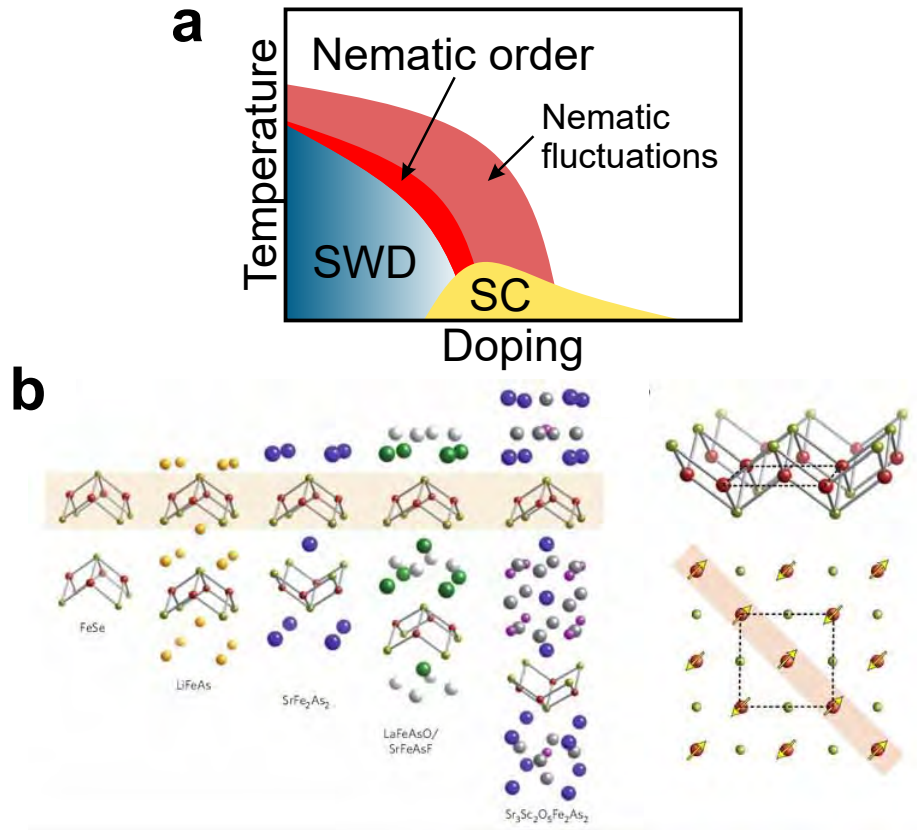 a
Temperature
Nematic order
Nematic
fluctuations
SWD
SC
Doping
b
FeSe
LiFeAs
SrFe₂As₂
LaFeAsO/
SrFeAsF
Sr₃Sc₂O₅Fe₂As₂